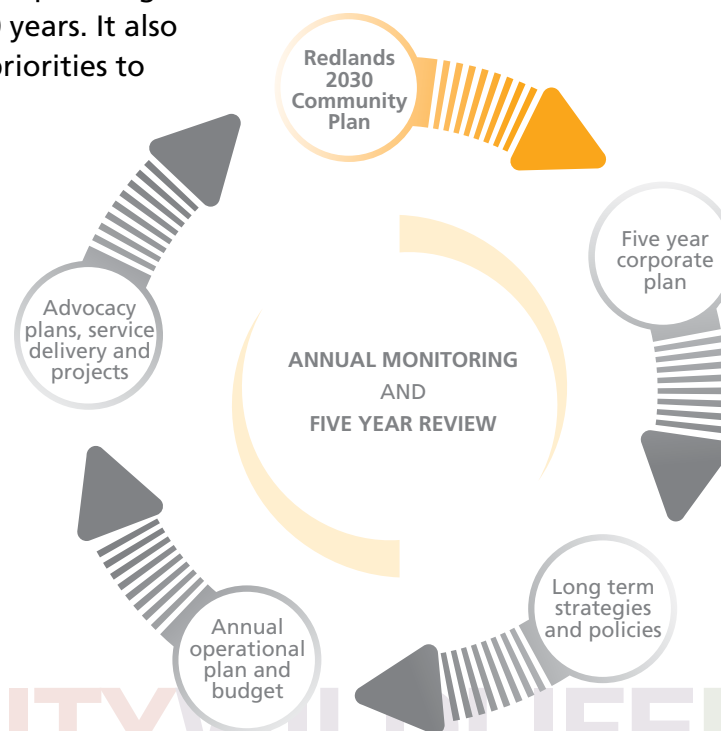 years. It also
priorities to
Redlands
2030
Community
Plan
Five year
corporate
plan
Advocacy
plans, service
delivery and
projects
ANNUAL MONITORING
AND
FIVE YEAR REVIEW
Long term
strategies
and policies
Annual
operational
plan and
budget